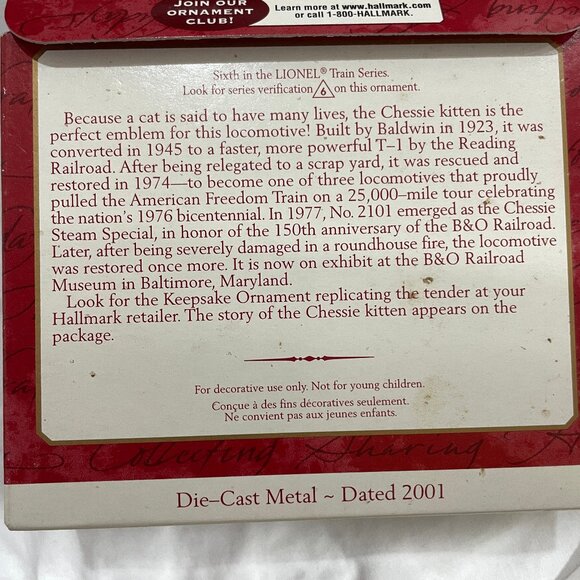 JOIN OUR
ORNAMENT
CLUB!
Learn more at www.hallmark.com
or call 1-800-HALLMARK.
Sixth in the LIONEL® Train Series.
Look for series verification 6 on this ornament.
Because a cat is said to have many lives, the Chessie kitten is the
perfect emblem for this locomotive! Built by Baldwin in 1923, it was
converted in 1945 to a faster, more powerful T–1 by the Reading
Railroad. After being relegated to a scrap yard, it was rescued and
restored in 1974—to become one of three locomotives that proudly
pulled the American Freedom Train on a 25,000–mile tour celebrating
the nation's 1976 bicentennial. In 1977, No. 2101 emerged as the Chessie
Steam Special, in honor of the 150th anniversary of the B&O Railroad.
Later, after being severely damaged in a roundhouse fire, the locomotive
was restored once more. It is now on exhibit at the B&O Railroad
Museum in Baltimore, Maryland.
Look for the Keepsake Ornament replicating the tender at your
Hallmark retailer. The story of the Chessie kitten appears on the
package.
For decorative use only. Not for young children.
Conçue à des fins décoratives seulement.
Ne convient pas aux jeunes enfants.
Collecting Sharing
Die–Cast Metal ~ Dated 2001